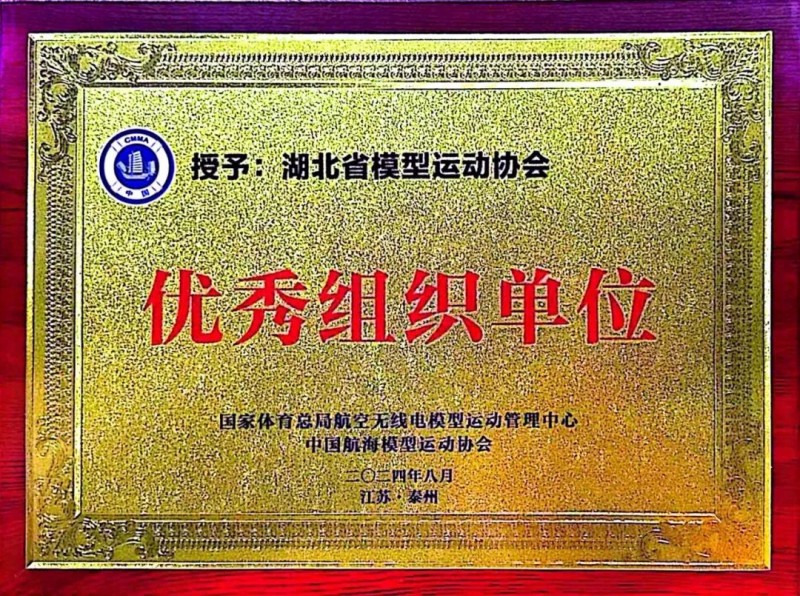 CMMA
中国
授予：湖北省模型运动协会
优秀组织单位
国家体育总局航空无线电模型运动管理中心
中国航海模型运动协会
二〇二四年八月
江苏·泰州